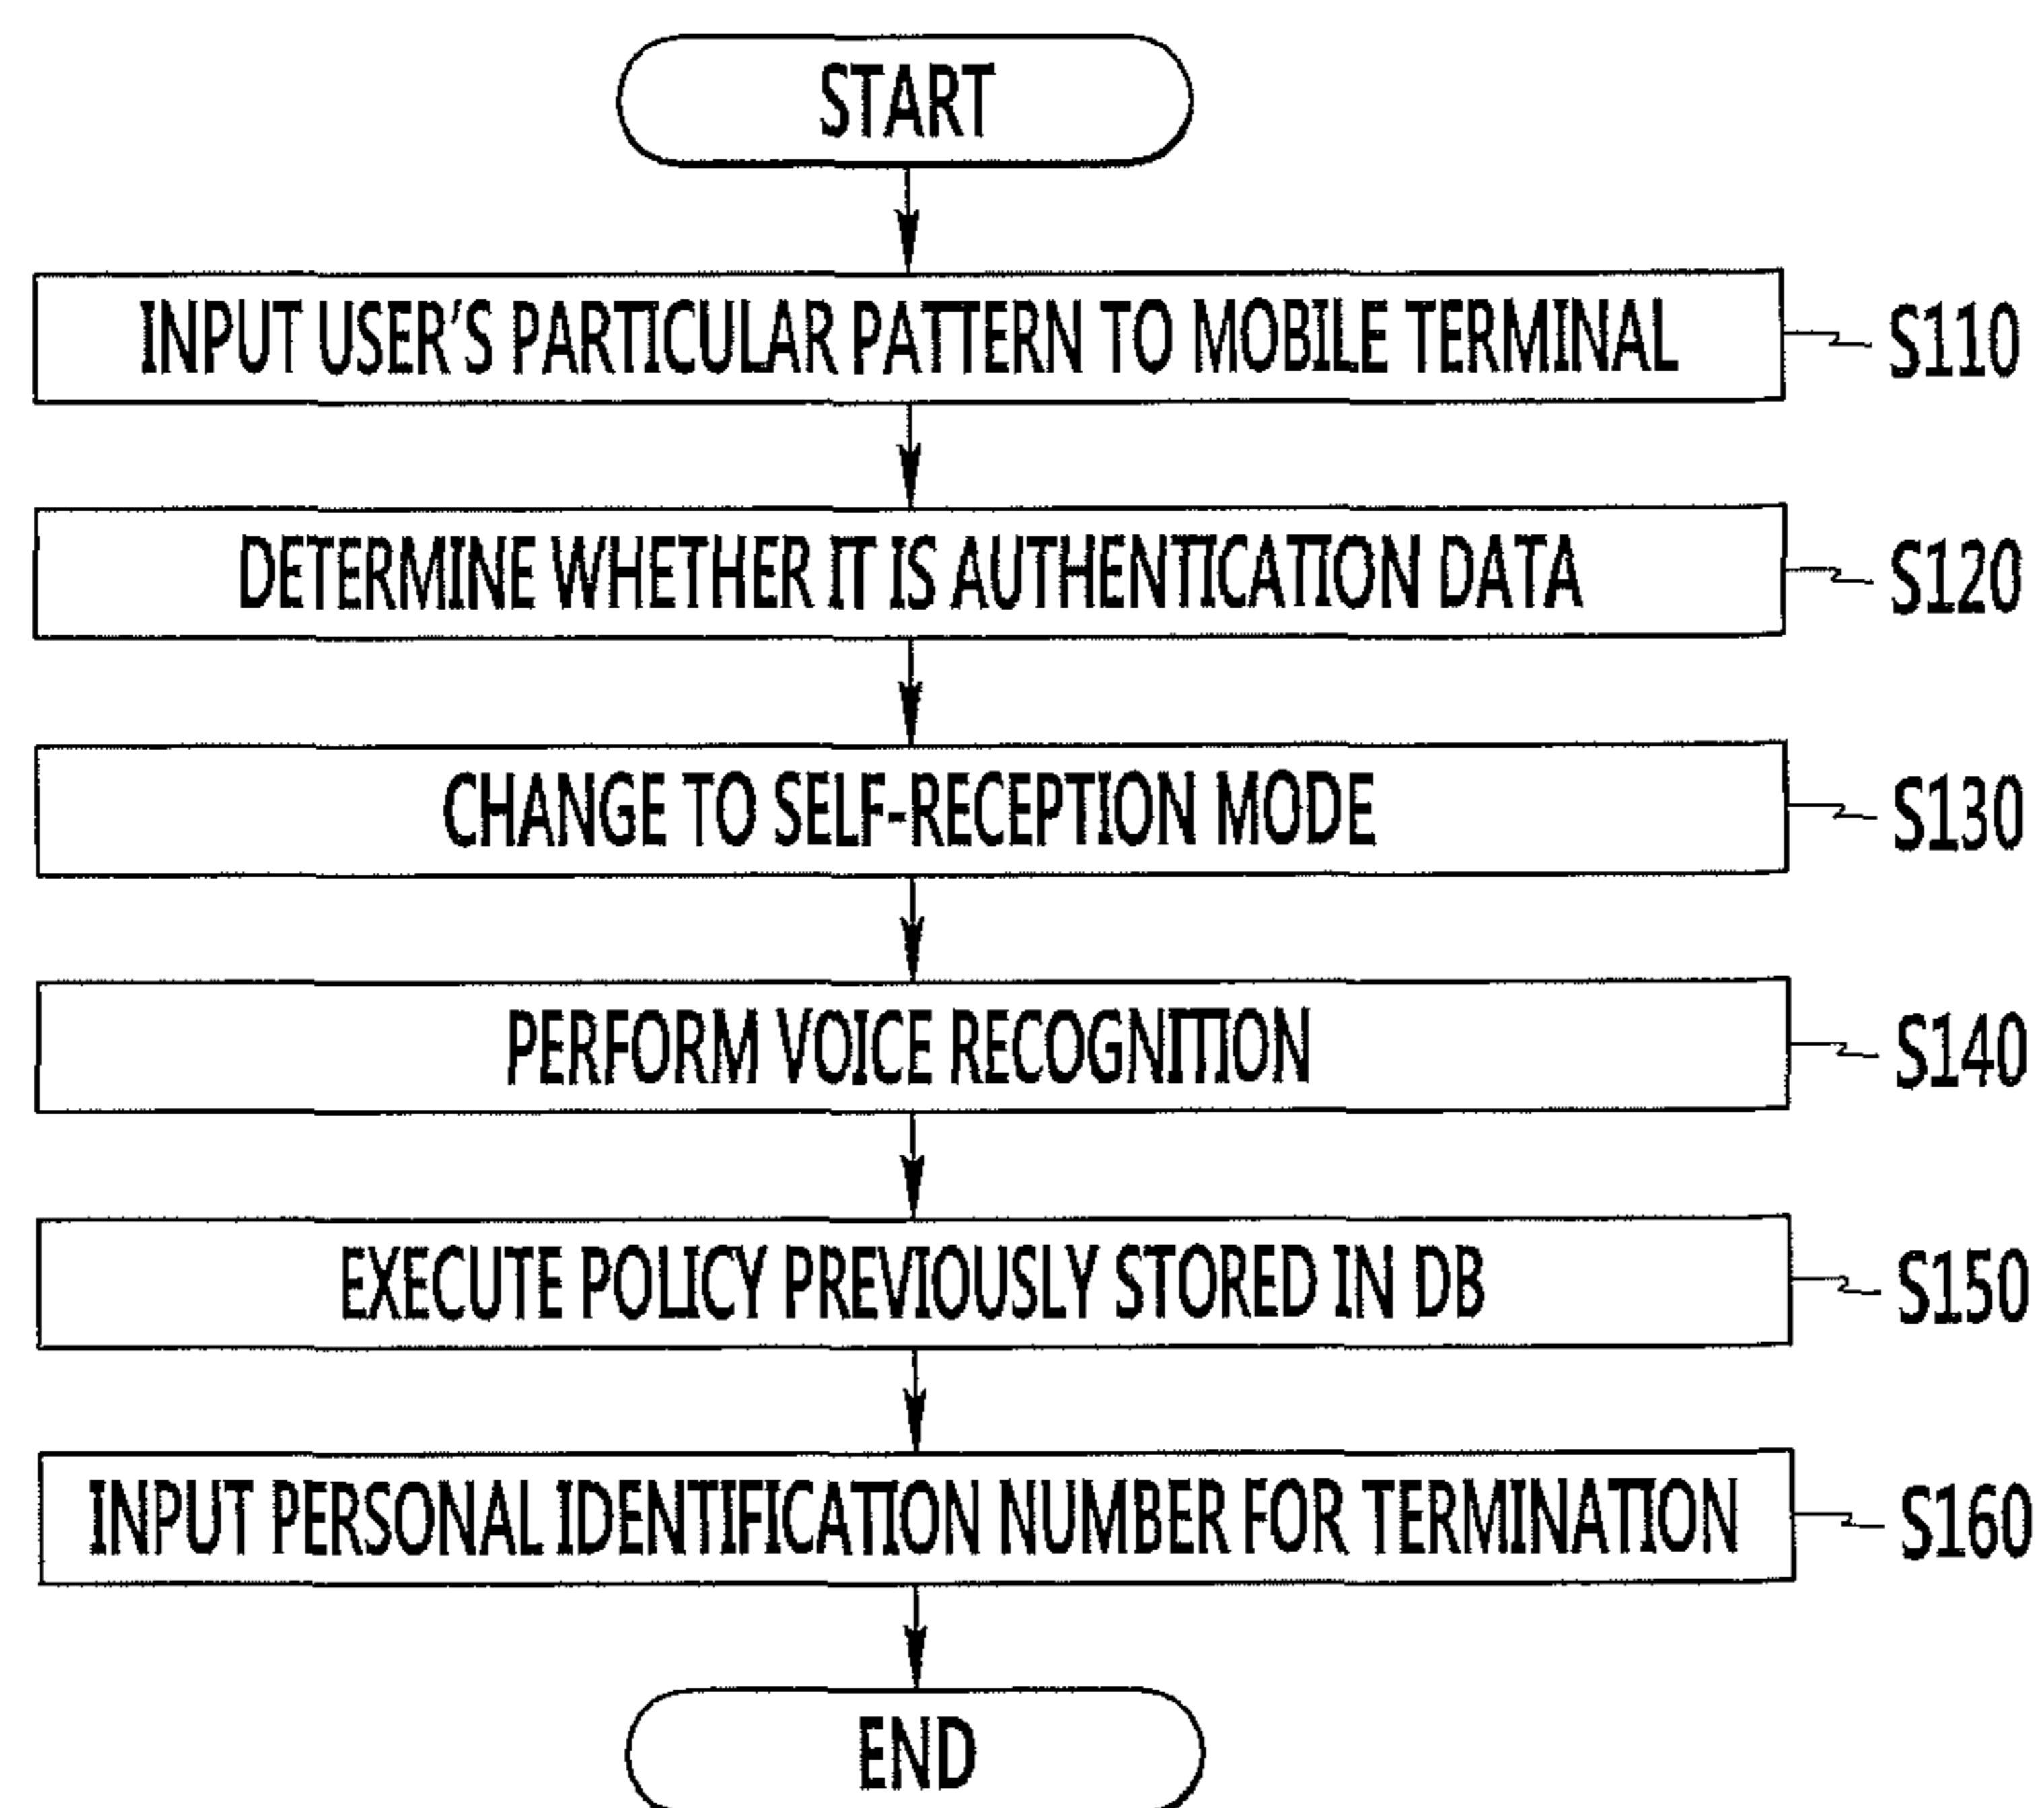 START
INPUT USER'S PARTICULAR PATTERN TO MOBILE TERMINAL
S110
DETERMINE WHETHER IT IS AUTHENTICATION DATA
S120
CHANGE TO SELF-RECEPTION MODE
S130
PERFORM VOICE RECOGNITION
S140
EXECUTE POLICY PREVIOUSLY STORED IN DB
S150
INPUT PERSONAL IDENTIFICATION NUMBER FOR TERMINATION
S160
END